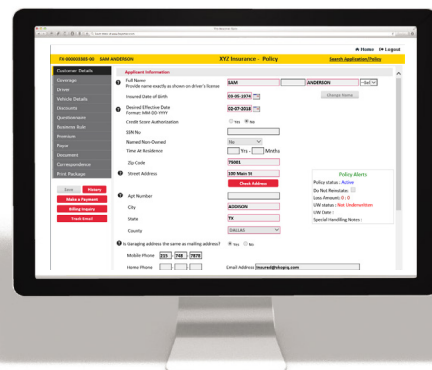 Home Logout
SAM ANDERSON XYZ Insurance - Policy Search Application/Policy
Customer Details
Coverage
Driver
Vehicle Details
Discounts
Questionnaire
Business Rule
Premium
Payor
Document
Correspondence
Print Package
Save History
Make a Payment
Billing Inquiry
Trash Email
Applicant Information
Full Name SAM ANDERSON
Provide name exactly as shown on driver's license
Insured Date of Birth 03-05-1974 Change Name
Desired Effective Date 02-07-2018
Format: MM-DD-YYYY
Credit Score Authorization Yes No
SSN No
Named Non-Owned No
Time At Residence Yrs - Mnths
Zip Code 75001
Street Address 100 Main St
Check Address
Apt Number
City ADDISON
State TX
County DALLAS
Is Garaging address the same as mailing address? Yes No
Mobile Phone 215 - 748 - 7878
Home Phone Email Address
Policy Alerts
Policy status : Active
Do Not Reinstate:
Loss Amount: 0 : 0
UW status : Not Underwritten
UW Date :
Special Handling Notes :